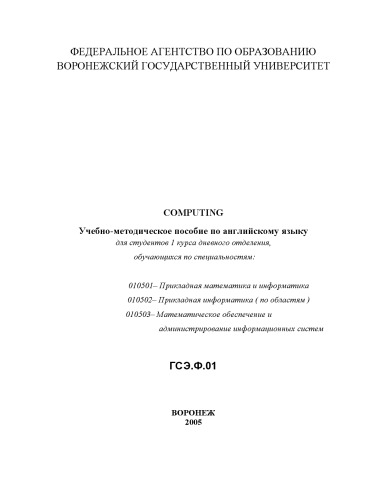 ФЕДЕРАЛЬНОЕ АГЕНТСТВО ПО ОБРАЗОВАНИЮ
ВОРОНЕЖСКИЙ ГОСУДАРСТВЕННЫЙ УНИВЕРСИТЕТ
COMPUTING
Учебно-методическое пособие по английскому языку
для студентов 1 курса дневного отделения,
обучающихся по специальностям:
010501– Прикладная математика и информатика
010502– Прикладная информатика ( по областям )
010503– Математическое обеспечение и
администрирование информационных систем
ГСЭ.Ф.01
ВОРОНЕЖ
2005